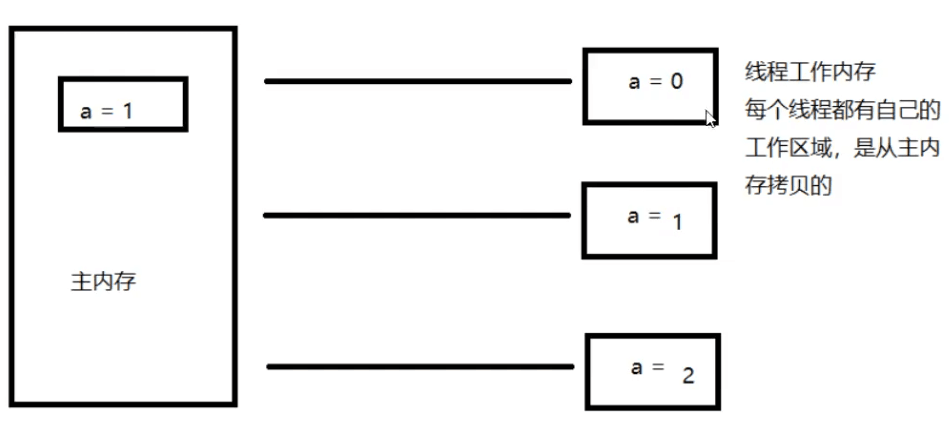 a = 1
主内存
a = 0
a = 1
a = 2
线程工作内存
每个线程都有自己的
工作区域，是从主内
存拷贝的